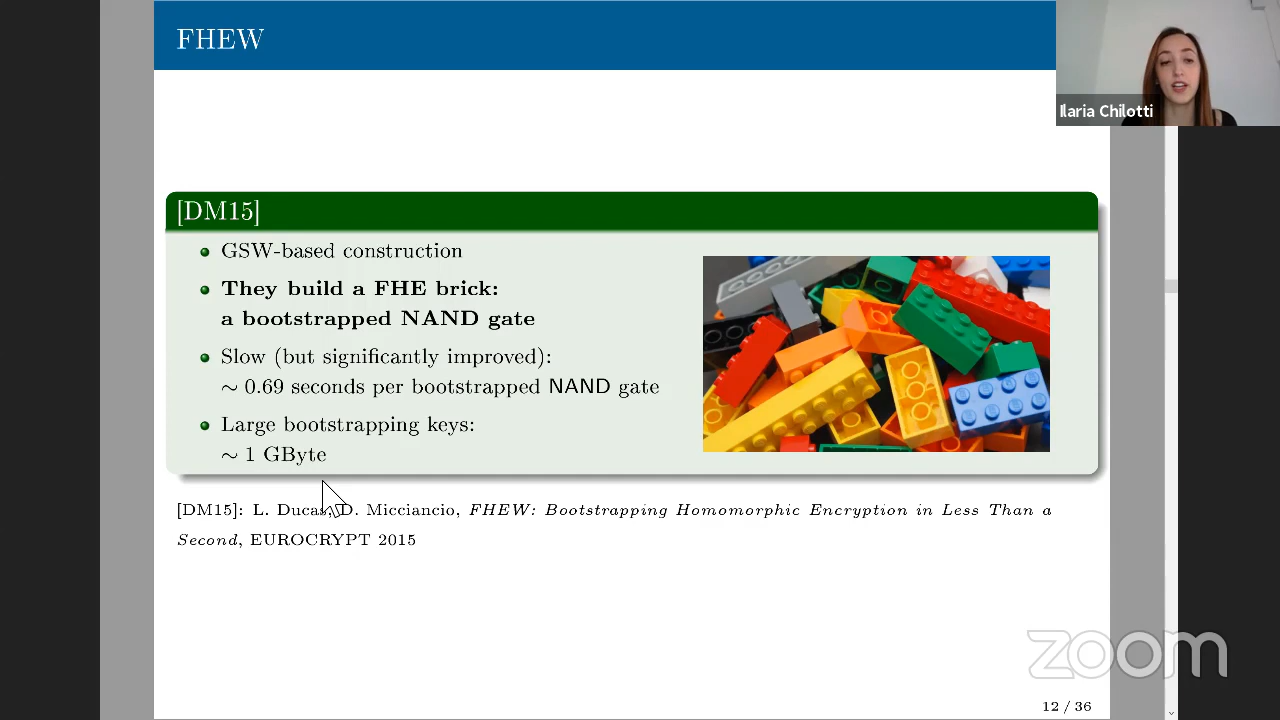 FHEW
Ilaria Chilotti
[DM15]
GSW-based construction
They build a FHE brick:
a bootstrapped NAND gate
Slow (but significantly improved):
∼ 0.69 seconds per bootstrapped NAND gate
Large bootstrapping keys:
∼ 1 GByte
[DM15]: L. Ducas, D. Micciancio, FHEW: Bootstrapping Homomorphic Encryption in Less Than a
Second, EUROCRYPT 2015
zoom
12 / 36